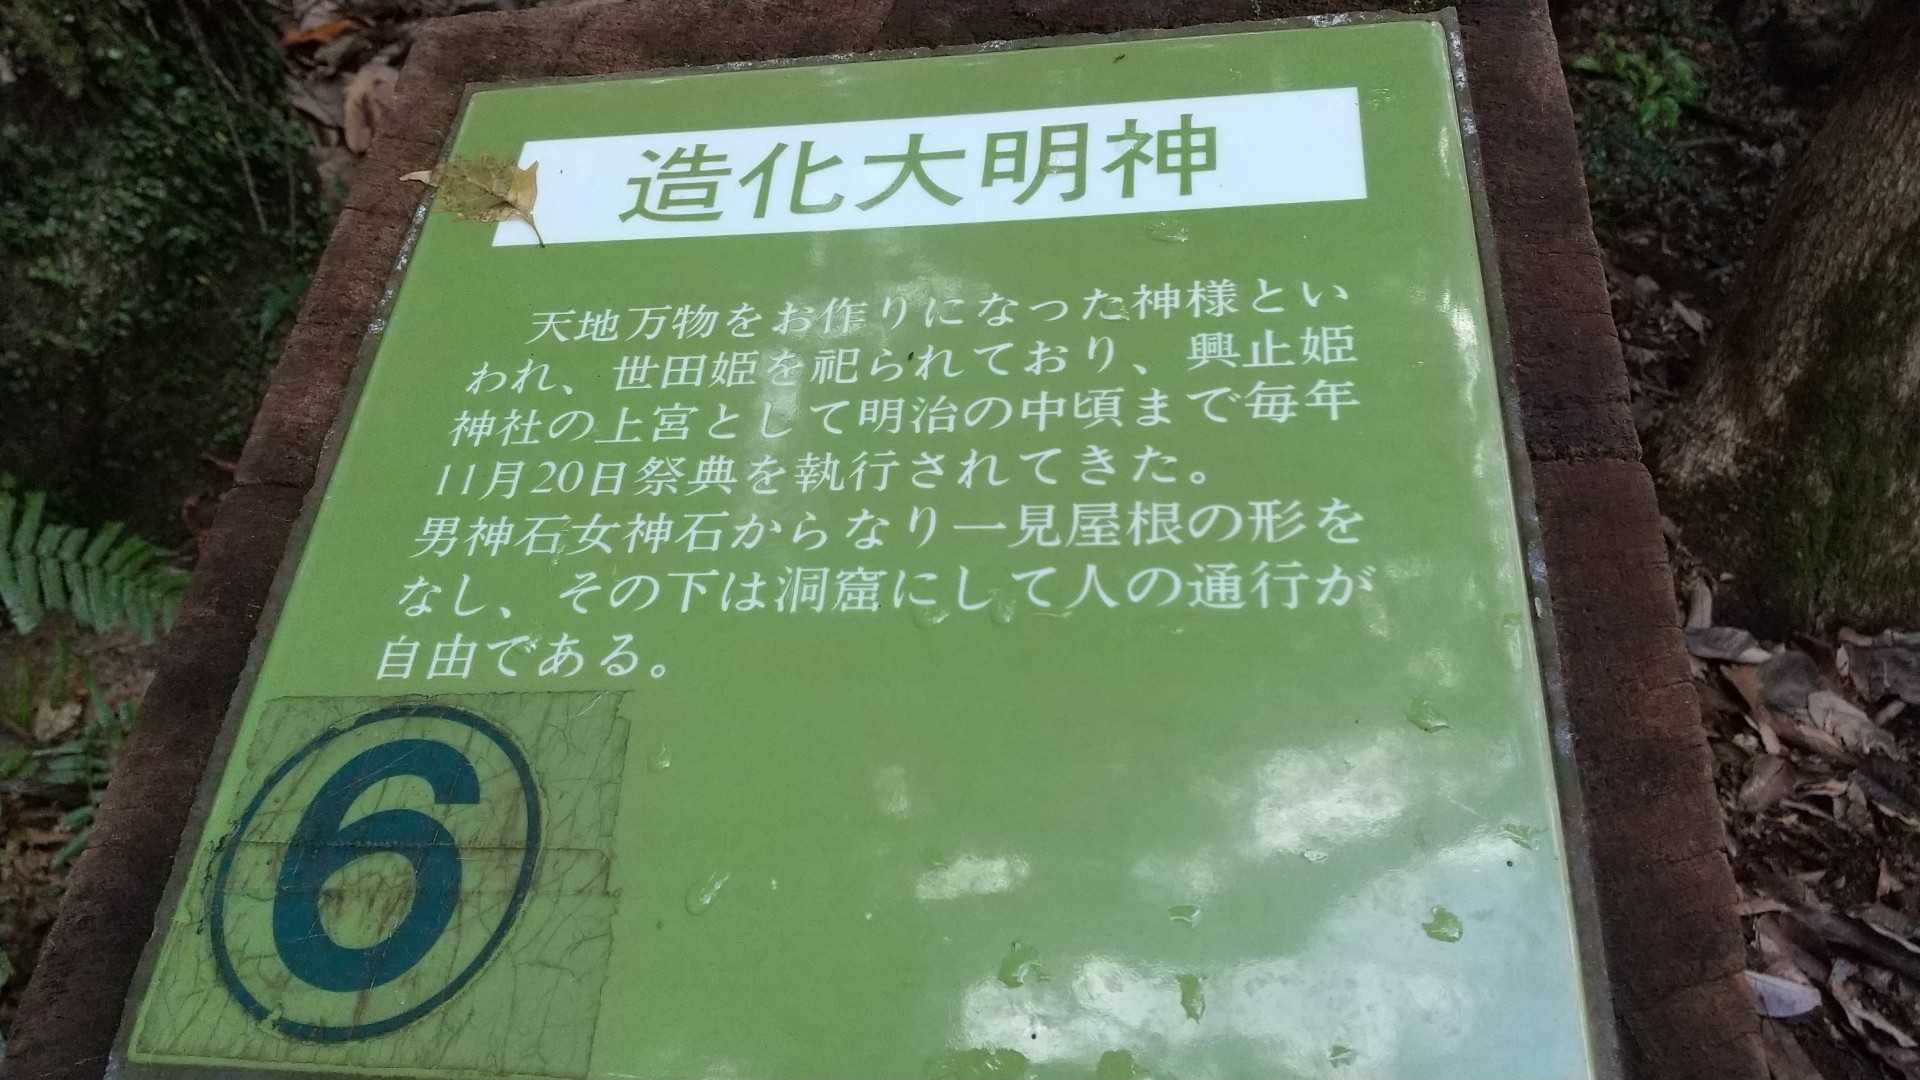 造化大明神
天地万物をお作りになった神様とい
われ、世田姫を祀られており、興止姫
神社の上宮として明治の中頃まで毎年
11月20日祭典を執行されてきた。
男神石女神石からなり一見屋根の形を
なし、その下は洞窟にして人の通行が
自由である。
6